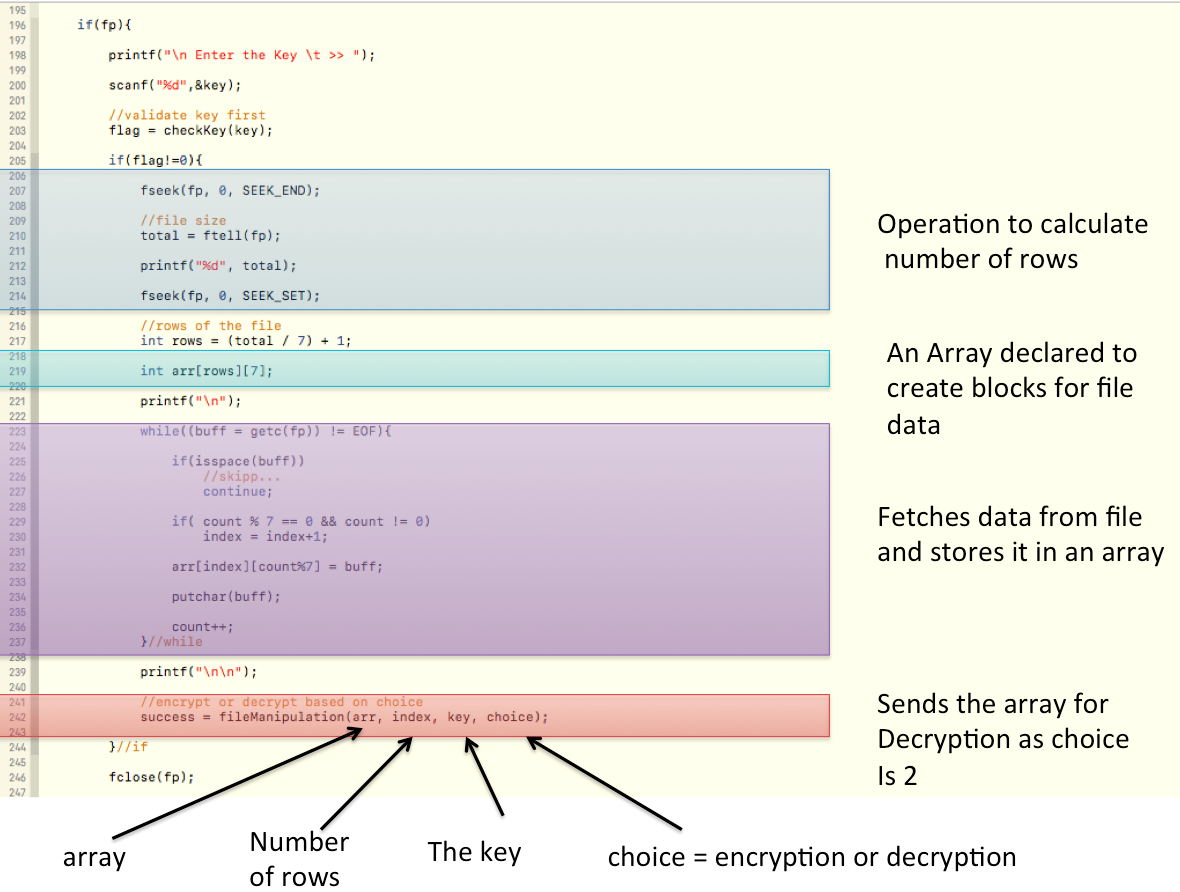 195
196 if(fp){
197
198 printf("\n Enter the Key \t >> ");
199
200 scanf("%d",&key);
201
202 //validate key first
203 flag = checkKey(key);
204
205 if(flag!=0){
206
207 fseek(fp, 0, SEEK_END);
208
209 //file size
210 total = ftell(fp);
211
212 printf("%d", total);
213
214 fseek(fp, 0, SEEK_SET);
215
216 //rows of the file
217 int rows = (total / 7) + 1;
218
219 int arr[rows][7];
220
221 printf("\n");
222
223 while((buff = getc(fp)) != EOF){
224
225 if(isspace(buff))
226 //skipp...
227 continue;
228
229 if( count % 7 == 0 && count != 0)
230 index = index+1;
231
232 arr[index][count%7] = buff;
233
234 putchar(buff);
235
236 count++;
237 }//while
238
239 printf("\n\n");
240
241 //encrypt or decrypt based on choice
242 success = fileManipulation(arr, index, key, choice);
243
244 }//if
245
246 fclose(fp);
247
Operation to calculate
number of rows
An Array declared to
create blocks for file
data
Fetches data from file
and stores it in an array
Sends the array for
Decryption as choice
Is 2
array
Number
of rows
The key
choice = encryption or decryption